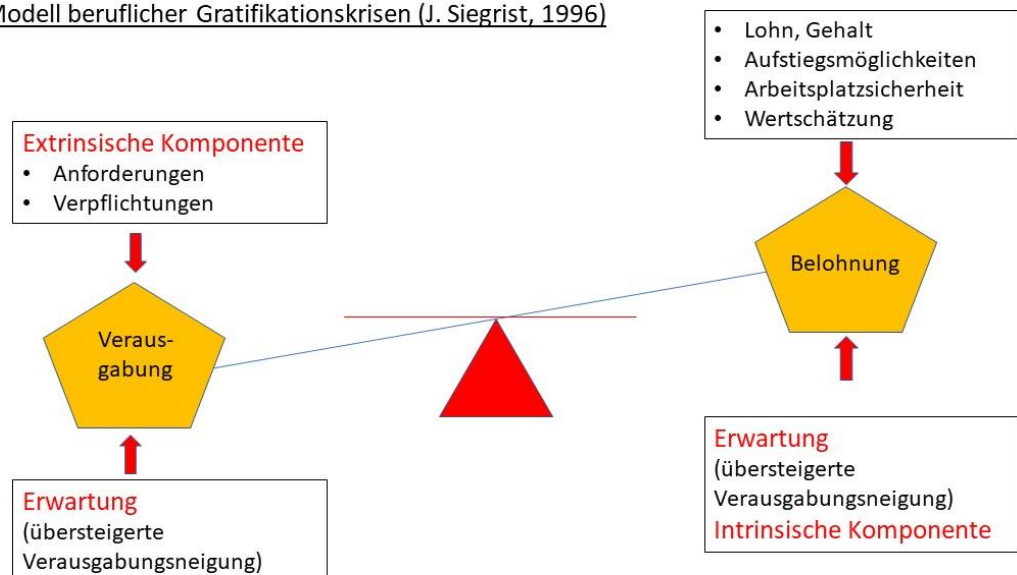 Modell beruflicher Gratifikationskrisen (J. Siegrist, 1996)
• Lohn, Gehalt
• Aufstiegsmöglichkeiten
• Arbeitsplatzsicherheit
• Wertschätzung
Extrinsische Komponente
• Anforderungen
• Verpflichtungen
Belohnung
Veraus-
gabung
Erwartung
(übersteigerte
Verausgabungsneigung)
Intrinsische Komponente
Erwartung
(übersteigerte
Verausgabungsneigung)